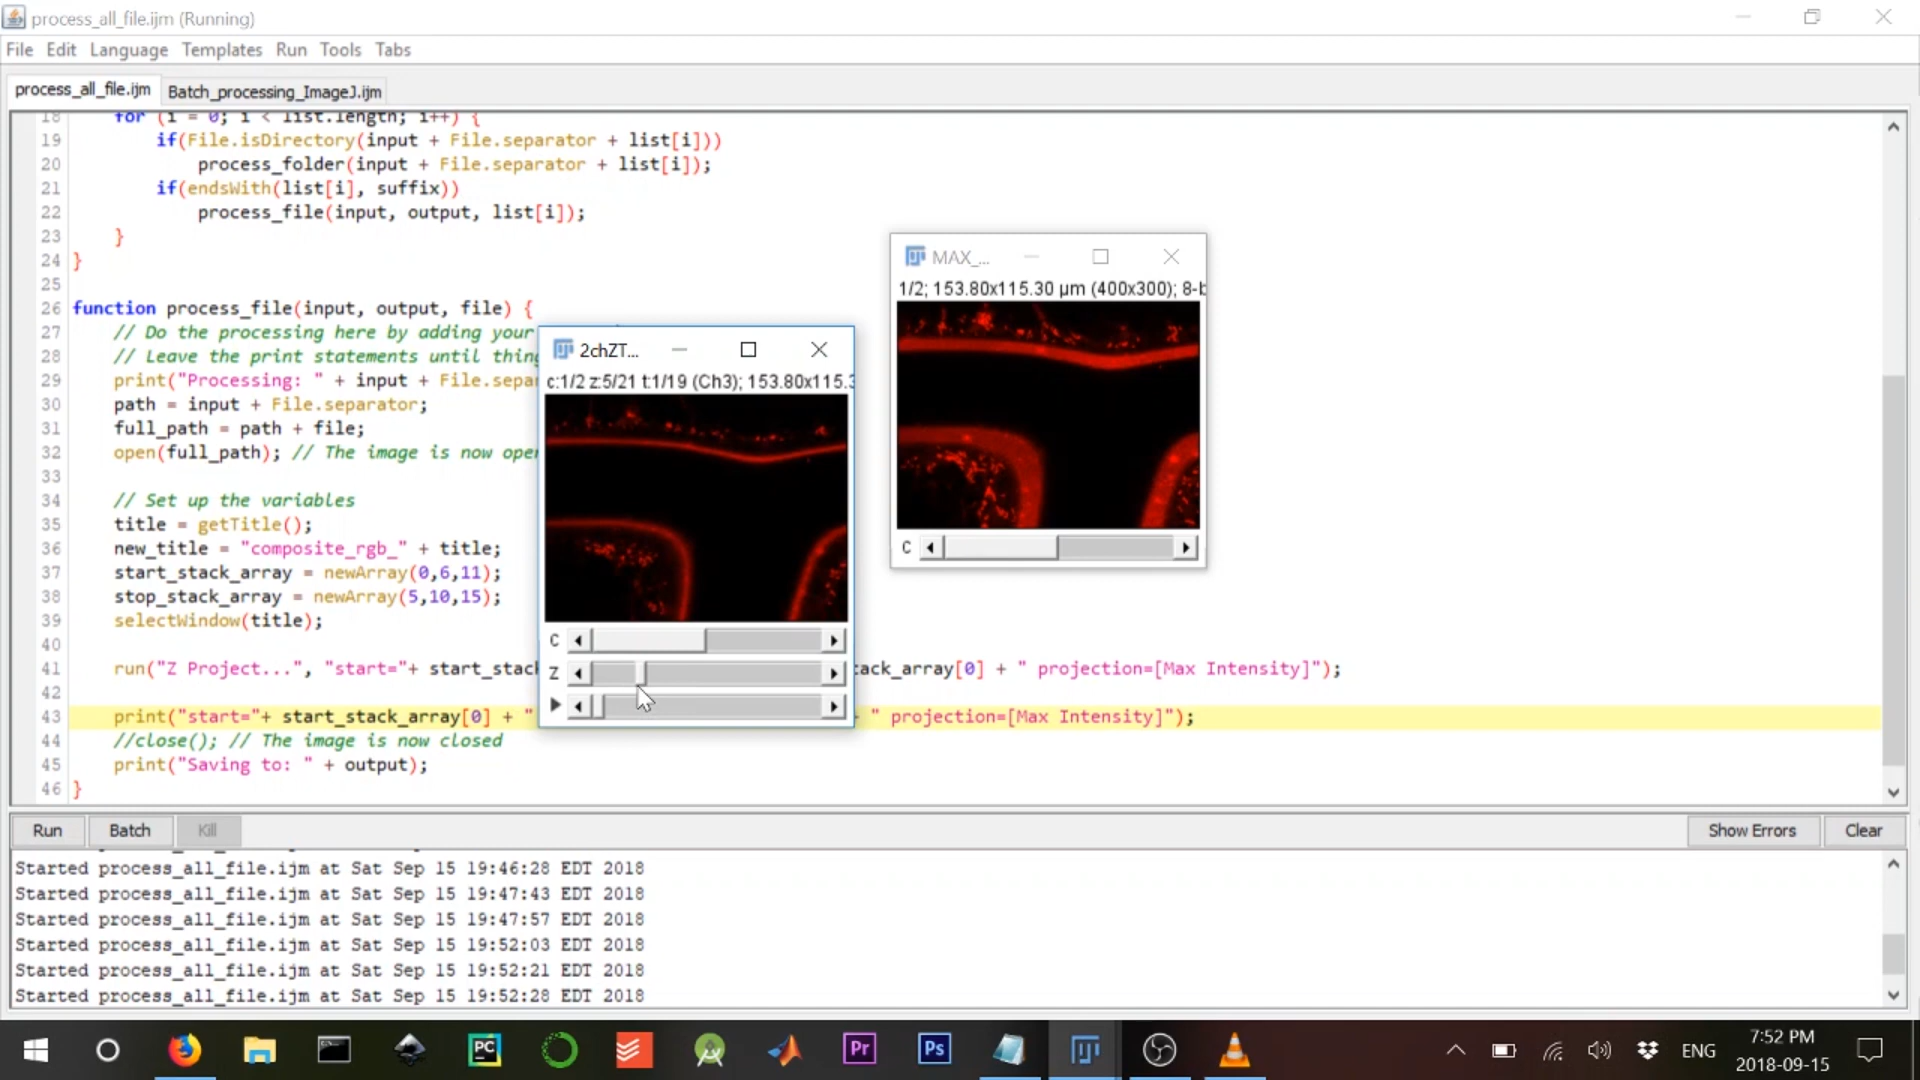 process_all_file.ijm (Running)
File Edit Language Templates Run Tools Tabs
process_all_file.ijm Batch_processing_ImageJ.ijm
18 for (i = 0; i < list.length; i++) {
19 if(File.isDirectory(input + File.separator + list[i]))
20 process_folder(input + File.separator + list[i]);
21 if(endsWith(list[i], suffix))
22 process_file(input, output, list[i]);
23 }
24 }
25
26 function process_file(input, output, file) {
27 // Do the processing here by adding your
28 // Leave the print statements until thing
29 print("Processing: " + input + File.sepa
30 path = input + File.separator;
31 full_path = path + file;
32 open(full_path); // The image is now ope
33
34 // Set up the variables
35 title = getTitle();
36 new_title = "composite_rgb_" + title;
37 start_stack_array = newArray(0,6,11);
38 stop_stack_array = newArray(5,10,15);
39 selectWindow(title);
40
41 run("Z Project...", "start="+ start_stac ack_array[0] + " projection=[Max Intensity]");
42
43 print("start="+ start_stack_array[0] + " + " projection=[Max Intensity]");
44 //close(); // The image is now closed
45 print("Saving to: " + output);
46 }
2chZT...
c:1/2 z:5/21 t:1/19 (Ch3); 153.80x115.3
C
Z
MAX_...
1/2; 153.80x115.30 µm (400x300); 8-b
C
Run Batch Kill Show Errors Clear
Started process_all_file.ijm at Sat Sep 15 19:46:28 EDT 2018
Started process_all_file.ijm at Sat Sep 15 19:47:43 EDT 2018
Started process_all_file.ijm at Sat Sep 15 19:47:57 EDT 2018
Started process_all_file.ijm at Sat Sep 15 19:52:03 EDT 2018
Started process_all_file.ijm at Sat Sep 15 19:52:21 EDT 2018
Started process_all_file.ijm at Sat Sep 15 19:52:28 EDT 2018
PC Pr Ps ENG
7:52 PM
2018-09-15